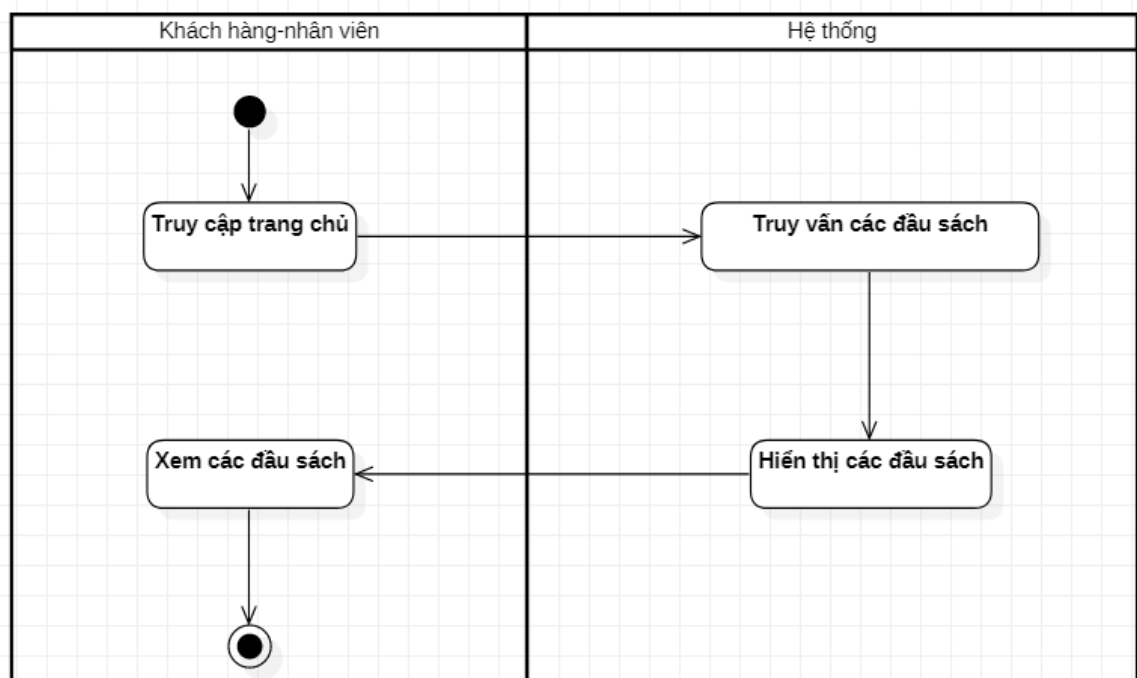 Khách hàng-nhân viên
Hệ thống
Truy cập trang chủ
Truy vấn các đầu sách
Xem các đầu sách
Hiển thị các đầu sách